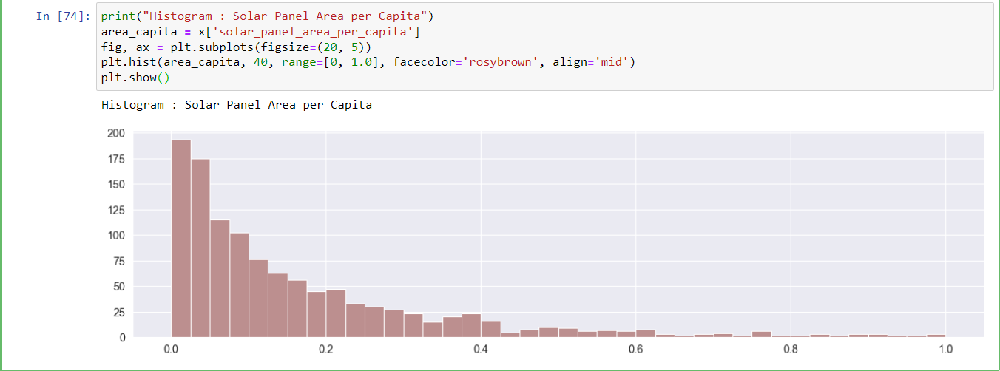 In [74]: print("Histogram : Solar Panel Area per Capita")
area_capita = x['solar_panel_area_per_capita']
fig, ax = plt.subplots(figsize=(20, 5))
plt.hist(area_capita, 40, range=[0, 1.0], facecolor='rosybrown', align='mid')
plt.show()
Histogram : Solar Panel Area per Capita
200
175
150
125
100
75
50
25
0
0.0 0.2 0.4 0.6 0.8 1.0